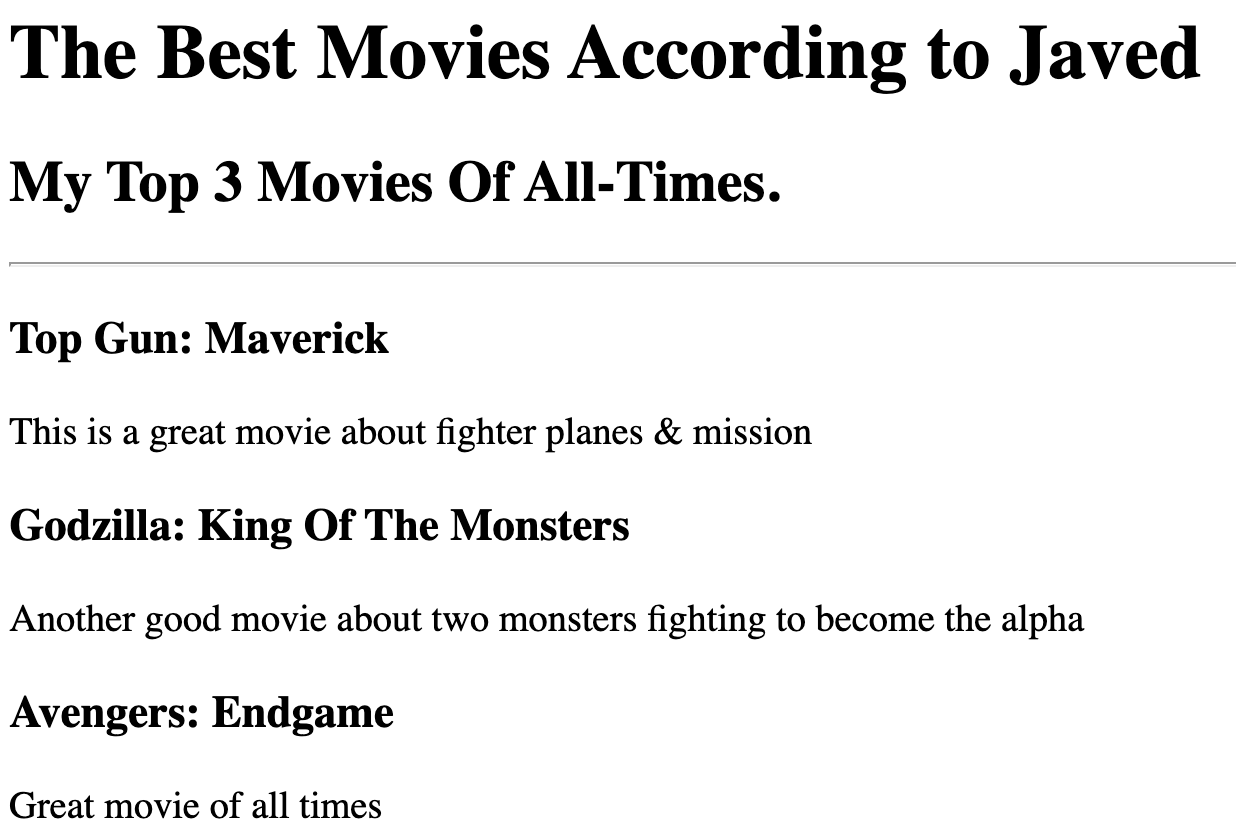 The Best Movies According to Javed
My Top 3 Movies Of All-Times.
Top Gun: Maverick
This is a great movie about fighter planes & mission
Godzilla: King Of The Monsters
Another good movie about two monsters fighting to become the alpha
Avengers: Endgame
Great movie of all times